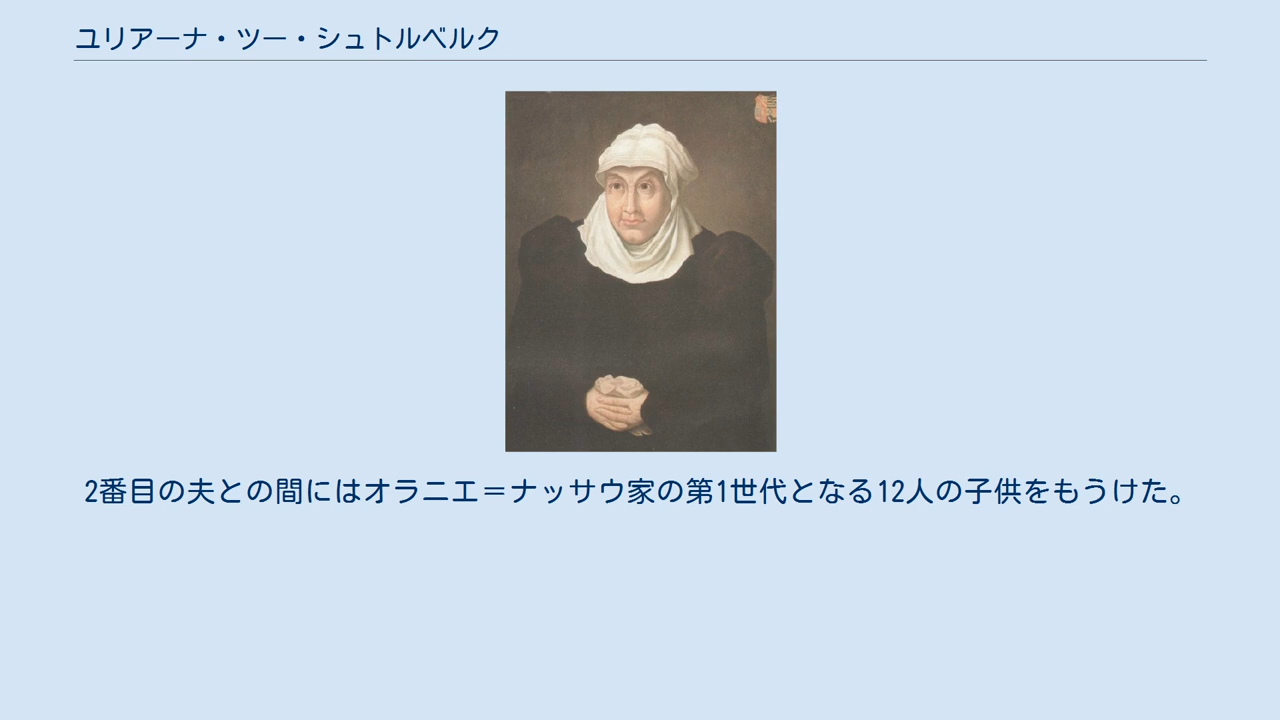 ユリアーナ・ツー・シュトルベルク
2番目の夫との間にはオラニエ＝ナッサウ家の第1世代となる12人の子供をもうけた。